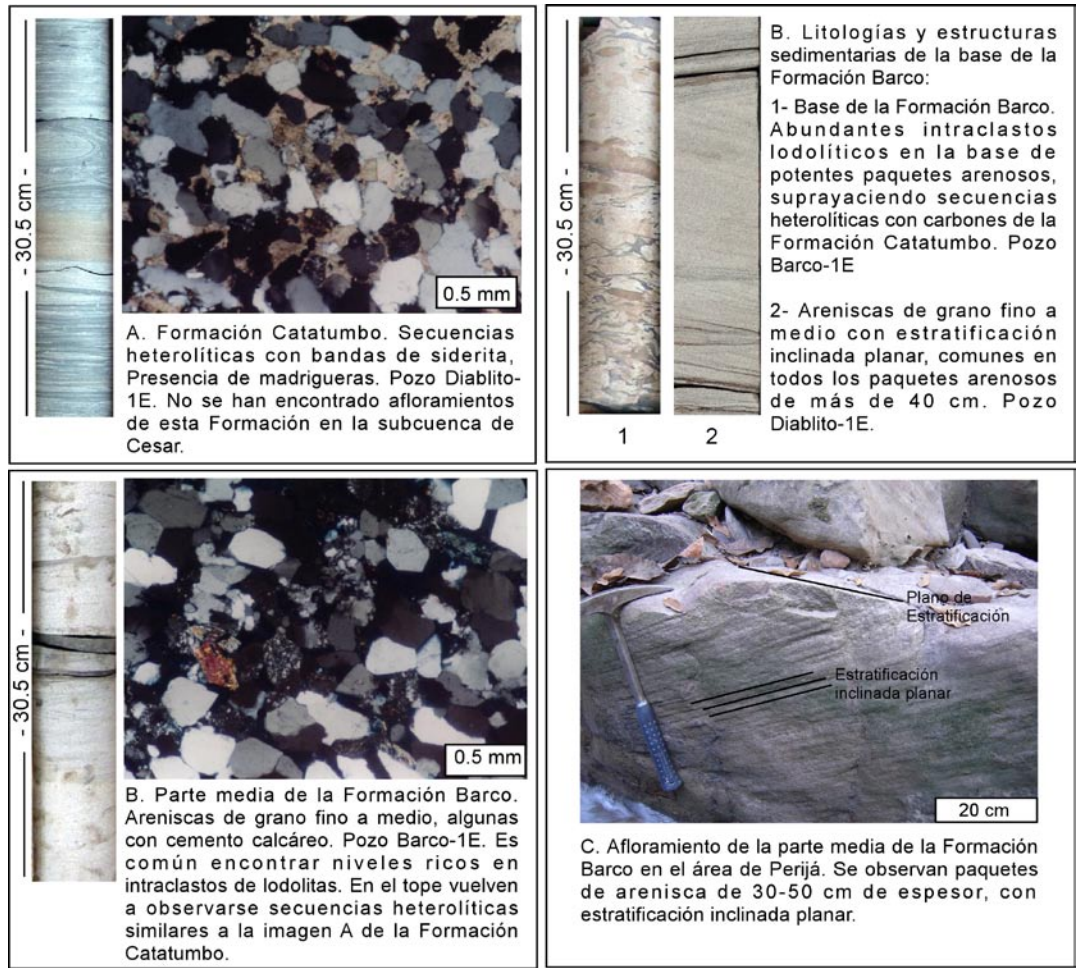 - 30.5 cm -
0.5 mm
A. Formación Catatumbo. Secuencias
heterolíticas con bandas de siderita,
Presencia de madrigueras. Pozo Diablito-
1E. No se han encontrado afloramientos
de esta Formación en la subcuenca de
Cesar.
- 30.5 cm -
1
2
B. Litologías y estructuras
sedimentarias de la base de la
Formación Barco:
1- Base de la Formación Barco.
Abundantes intraclastos
lodolíticos en la base de
potentes paquetes arenosos,
suprayaciendo secuencias
heterolíticas con carbones de la
Formación Catatumbo. Pozo
Barco-1E
2- Areniscas de grano fino a
medio con estratificación
inclinada planar, comunes en
todos los paquetes arenosos
de más de 40 cm. Pozo
Diablito-1E.
- 30.5 cm -
0.5 mm
B. Parte media de la Formación Barco.
Areniscas de grano fino a medio, algunas
con cemento calcáreo. Pozo Barco-1E. Es
común encontrar niveles ricos en
intraclastos de lodolitas. En el tope vuelven
a observarse secuencias heterolíticas
similares a la imagen A de la Formación
Catatumbo.
Plano de
Estratificación
Estratificación
inclinada planar
20 cm
C. Afloramiento de la parte media de la Formación
Barco en el área de Perijá. Se observan paquetes
de arenisca de 30-50 cm de espesor, con
estratificación inclinada planar.